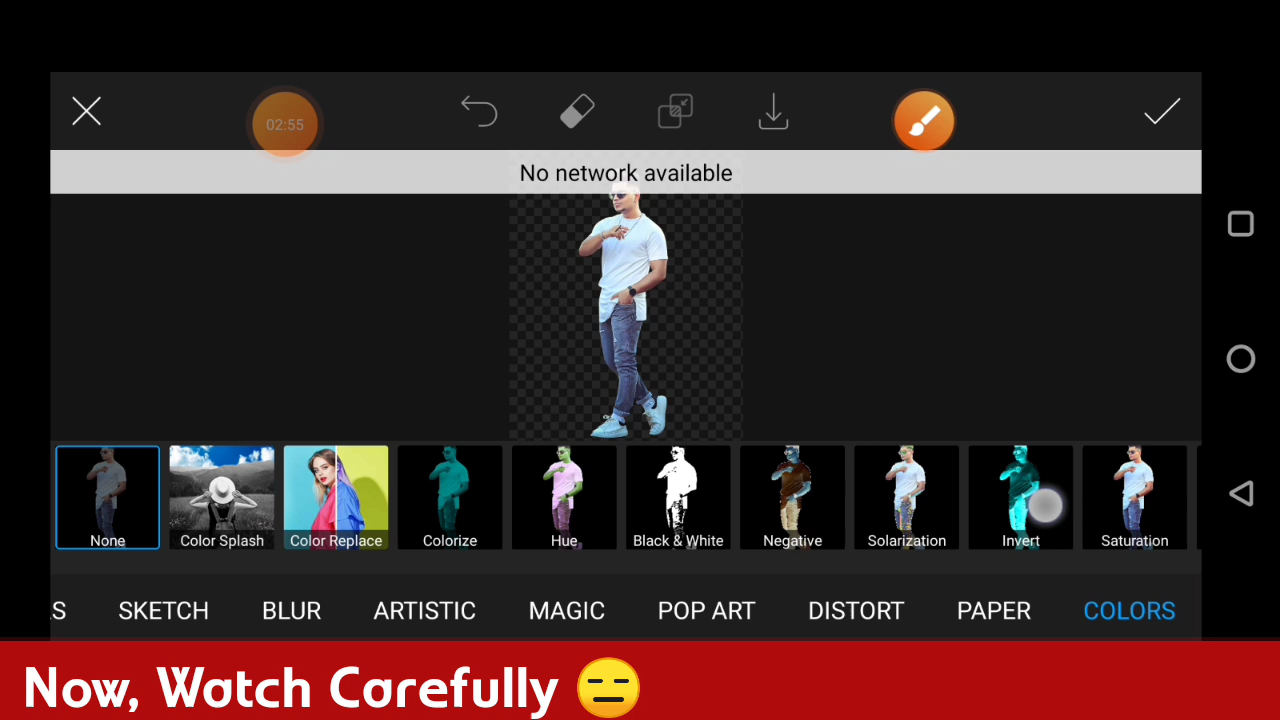 02:55
No network available
None
Color Splash
Color Replace
Colorize
Hue
Black & White
Negative
Solarization
Invert
Saturation
.S SKETCH BLUR ARTISTIC MAGIC POP ART DISTORT PAPER COLORS
Now, Watch Carefully 😑